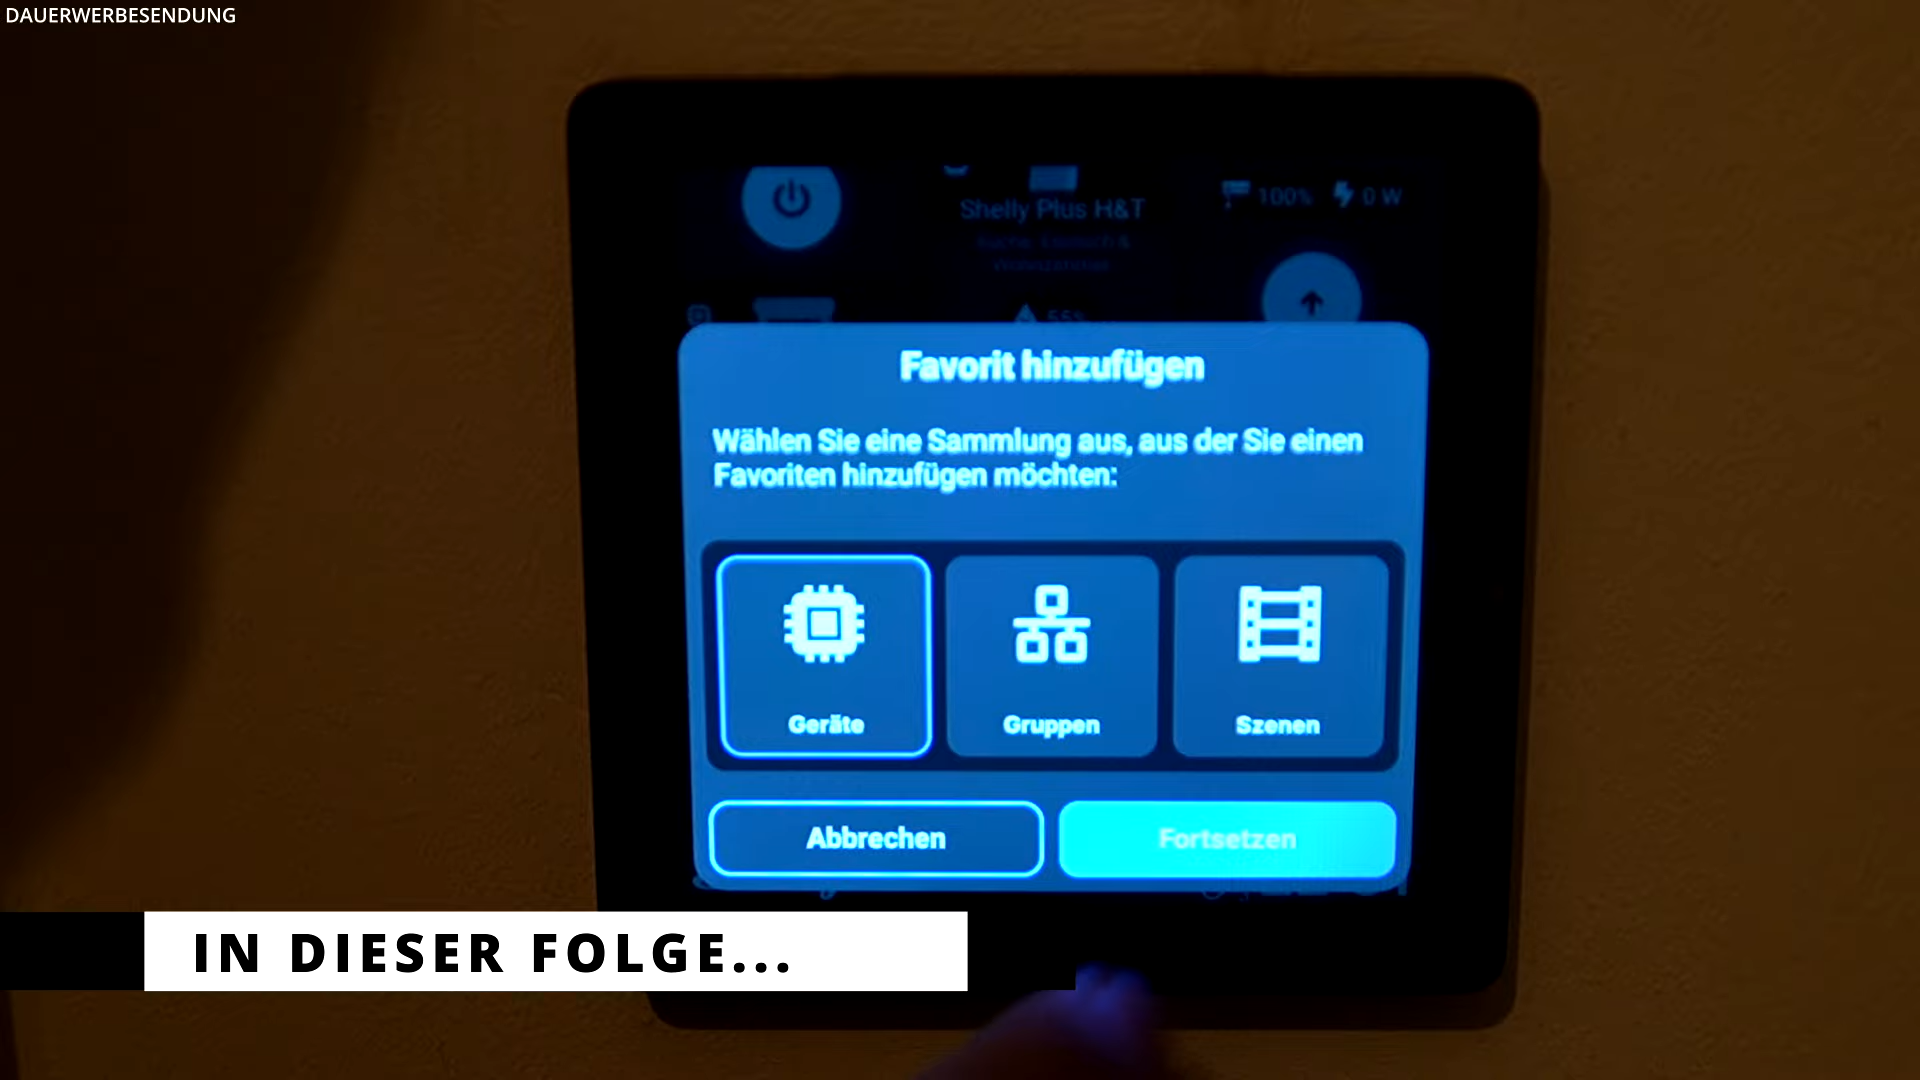 DAUERWERBESENDUNG
Shelly Plus H&T
100% 0 W
55%
Favorit hinzufügen
Wählen Sie eine Sammlung aus, aus der Sie einen
Favoriten hinzufügen möchten:
Geräte Gruppen Szenen
Abbrechen Fortsetzen
IN DIESER FOLGE...